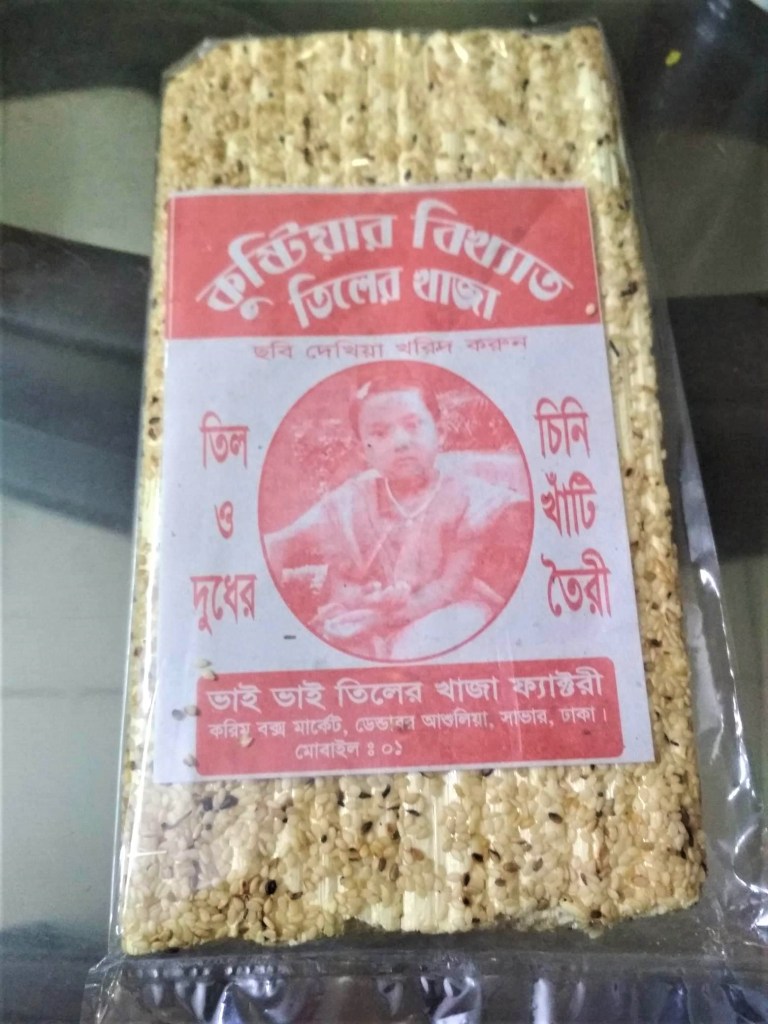 কুষ্টিয়ার বিখ্যাত
তিলের খাজা
ছবি দেখিয়া খরিদ করুন
তিল
ও
দুধের
চিনি
খাঁটি
তৈরী
ভাই ভাই তিলের খাজা ফ্যাক্টরী
করিম বক্স মার্কেট, ডেন্ডাবর আশুলিয়া, সাভার, ঢাকা।
মোবাইল ঃ ০১